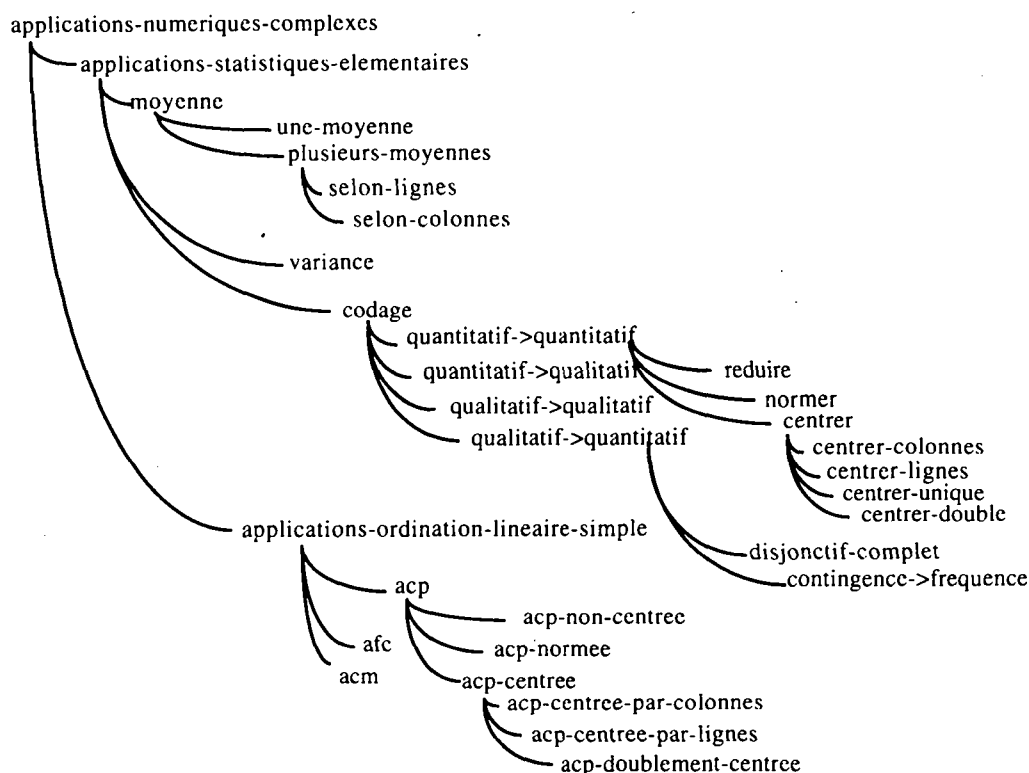 applications-numeriques-complexes
applications-statistiques-elementaires
moyenne
une-moyenne
plusieurs-moyennes
selon-lignes
selon-colonnes
variance
codage
quantitatif->quantitatif
quantitatif->qualitatif
reduire
qualitatif->qualitatif
normer
qualitatif->quantitatif
centrer
centrer-colonnes
centrer-lignes
centrer-unique
centrer-double
applications-ordination-lineaire-simple
disjonctif-complet
contingence->frequence
acp
acp-non-centree
afc
acp-normee
acm
acp-centree
acp-centree-par-colonnes
acp-centree-par-lignes
acp-doublement-centree